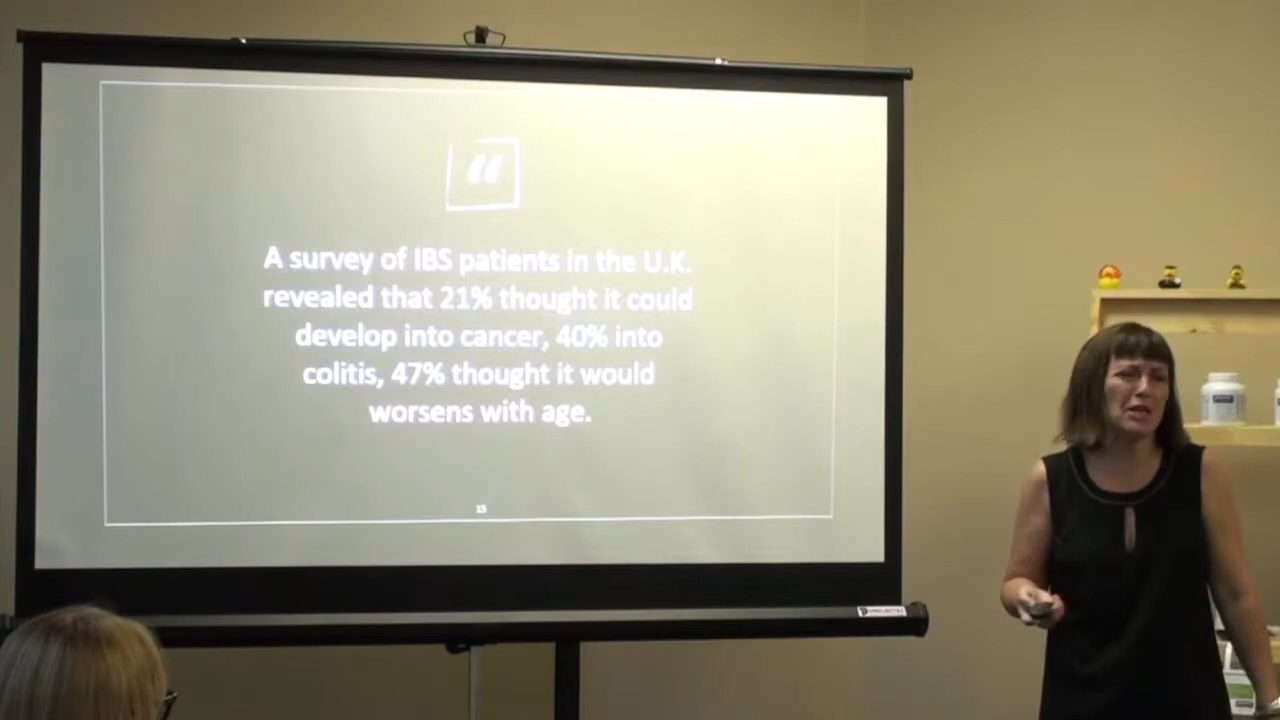 “
A survey of IBS patients in the U.K.
revealed that 21% thought it could
develop into cancer, 40% into
colitis, 47% thought it would
worsens with age.
15